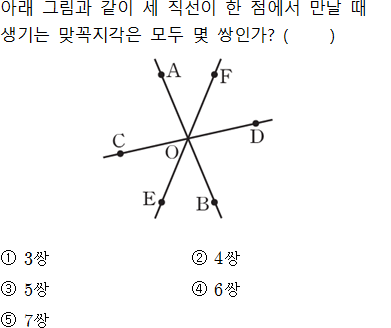 아래 그림과 같이 세 직선이 한 점에서 만날 때
생기는 맞꼭지각은 모두 몇 쌍인가? (     )
A F
C D
O
E B
① 3쌍 ② 4쌍
③ 5쌍 ④ 6쌍
⑤ 7쌍